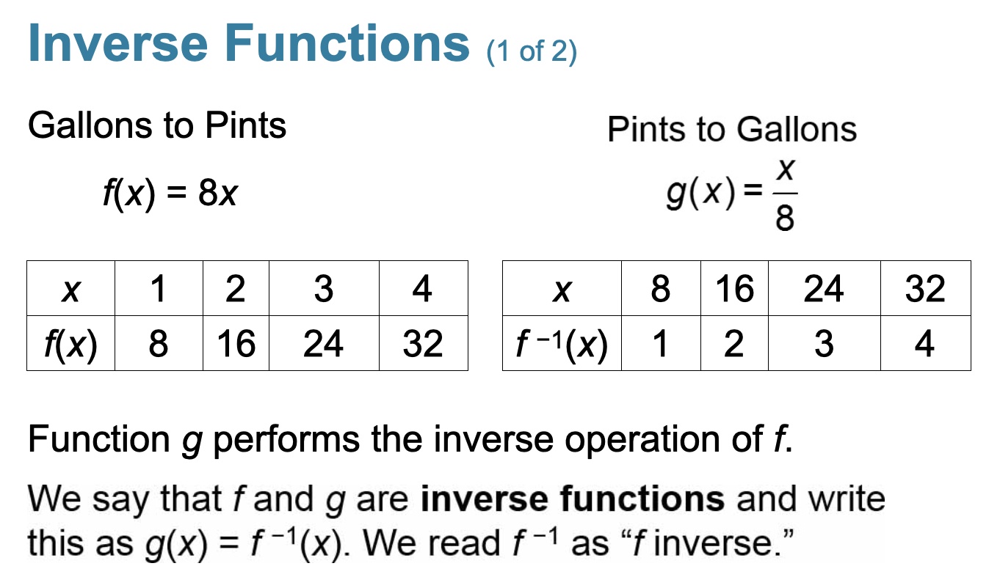 Inverse Functions (1 of 2)
Gallons to Pints
f(x) = 8x
Pints to Gallons
g(x) = x/8
x 1 2 3 4
f(x) 8 16 24 32
x 8 16 24 32
f⁻¹(x) 1 2 3 4
Function g performs the inverse operation of f.
We say that f and g are inverse functions and write
this as g(x) = f⁻¹(x). We read f⁻¹ as “f inverse.”